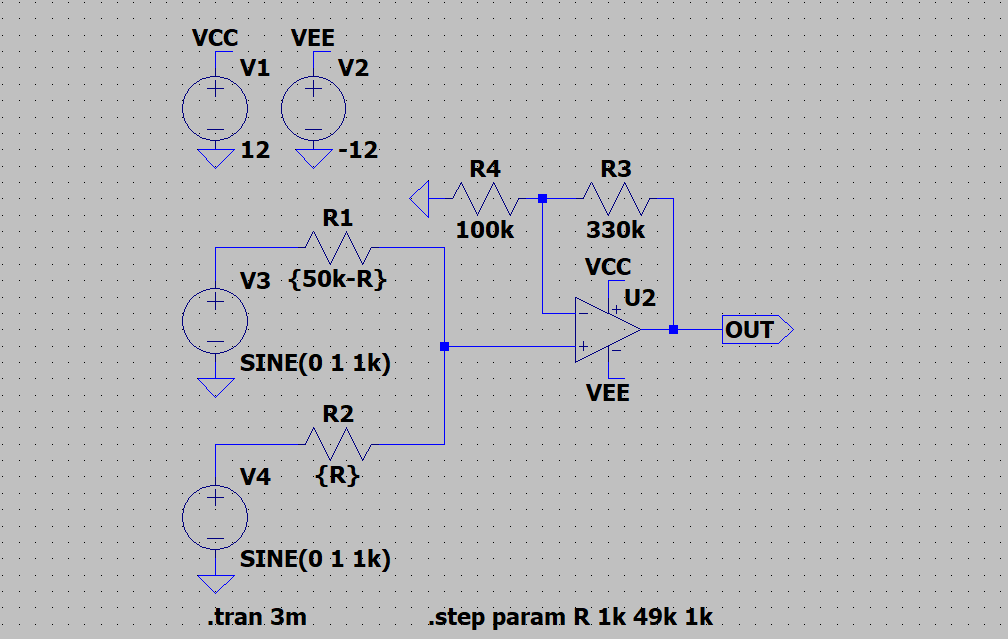 VCC
VEE
V1
V2
12
-12
R4
R3
100k
330k
R1
{50k-R}
V3
SINE(0 1 1k)
VCC
U2
OUT
VEE
R2
{R}
V4
SINE(0 1 1k)
.tran 3m
.step param R 1k 49k 1k